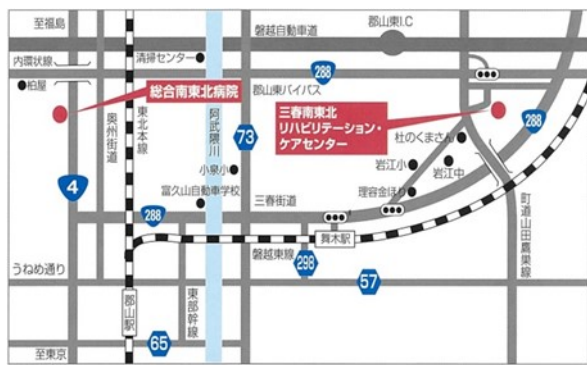 至福島
磐越自動車道
郡山東I.C
内環状線
清掃センター
288
柏屋
総合南東北病院
郡山東バイパス
三春南東北
リハビリテーション・
ケアセンター
288
奥州街道
東北本線
阿武隈川
73
杜のくまさん
小泉小
岩江小
岩江中
4
富久山自動車学校
三春街道
理容金ほり
288
舞木駅
町道山田鷹巣線
うねめ通り
磐越東線
298
57
郡山駅
東部幹線
65
至東京